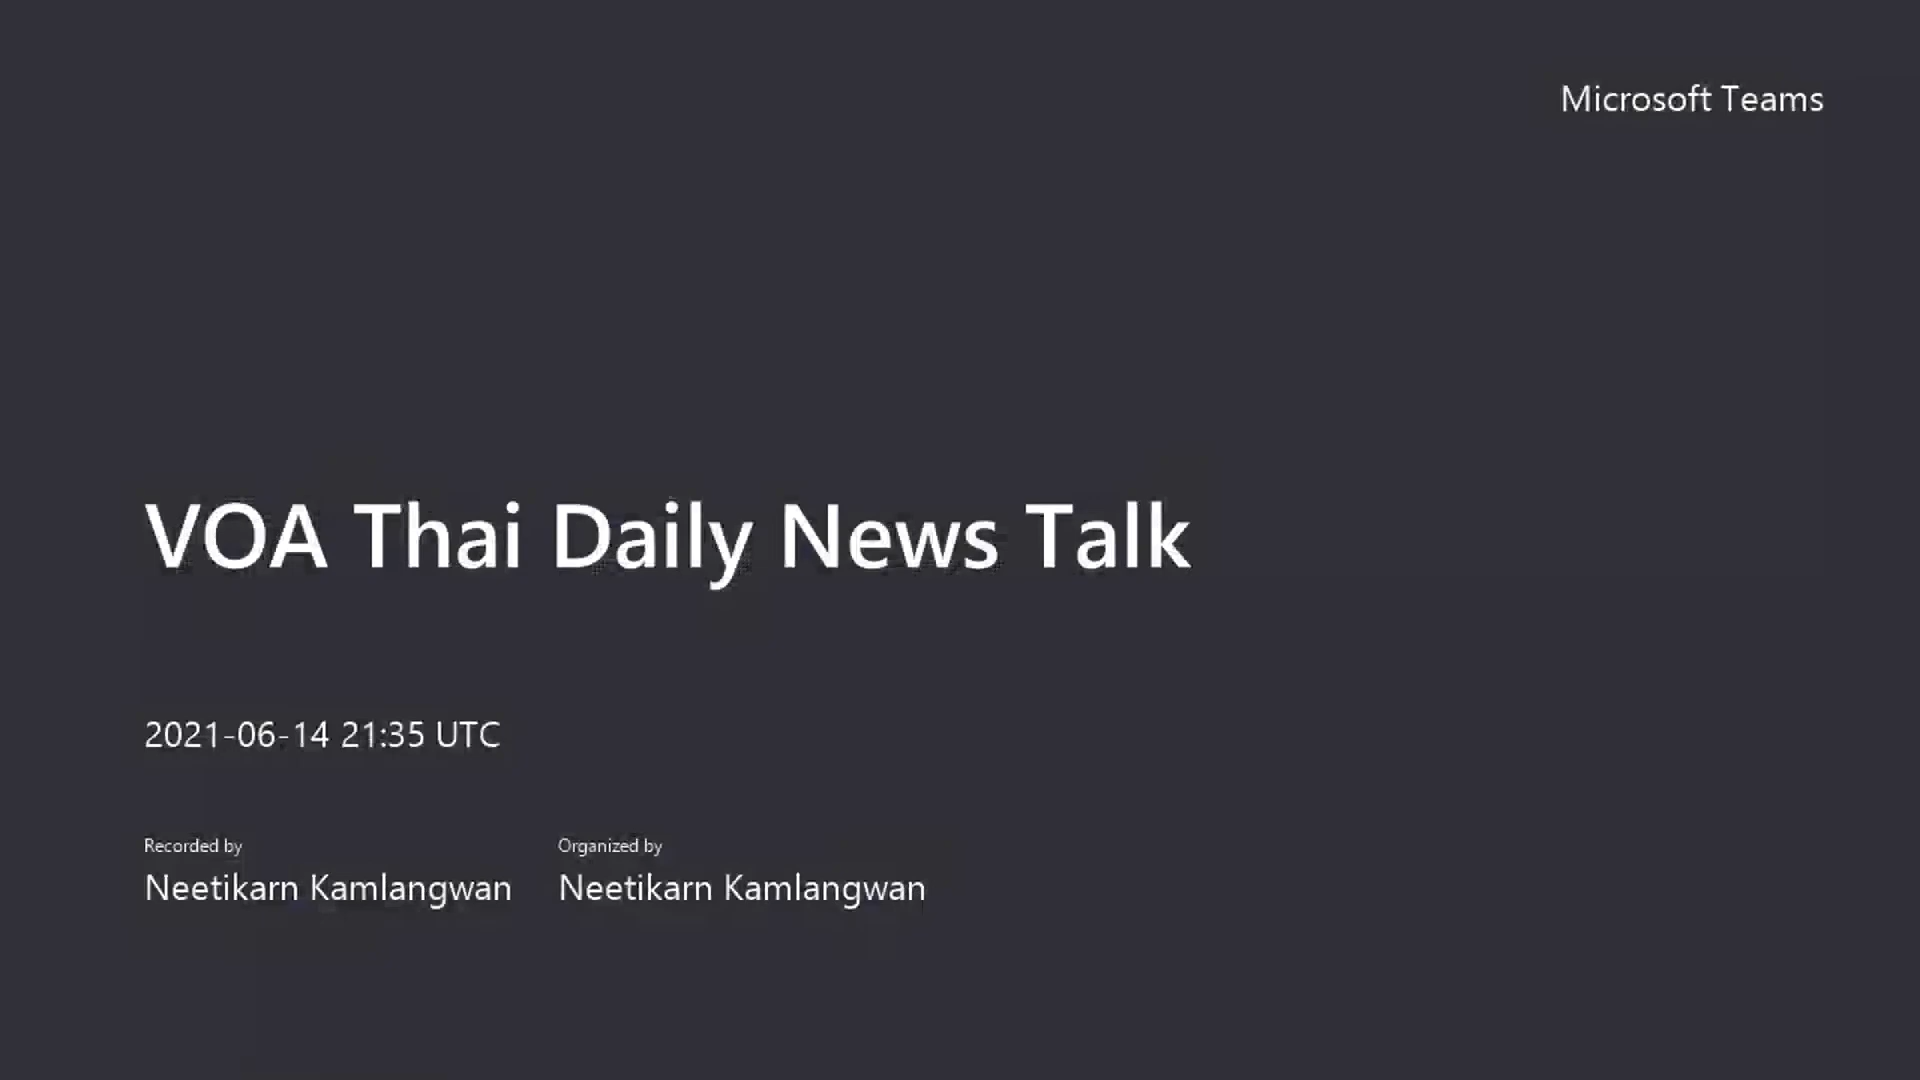 Microsoft Teams
VOA Thai Daily News Talk
2021-06-14 21:35 UTC
Recorded by
Neetikarn Kamlangwan
Organized by
Neetikarn Kamlangwan